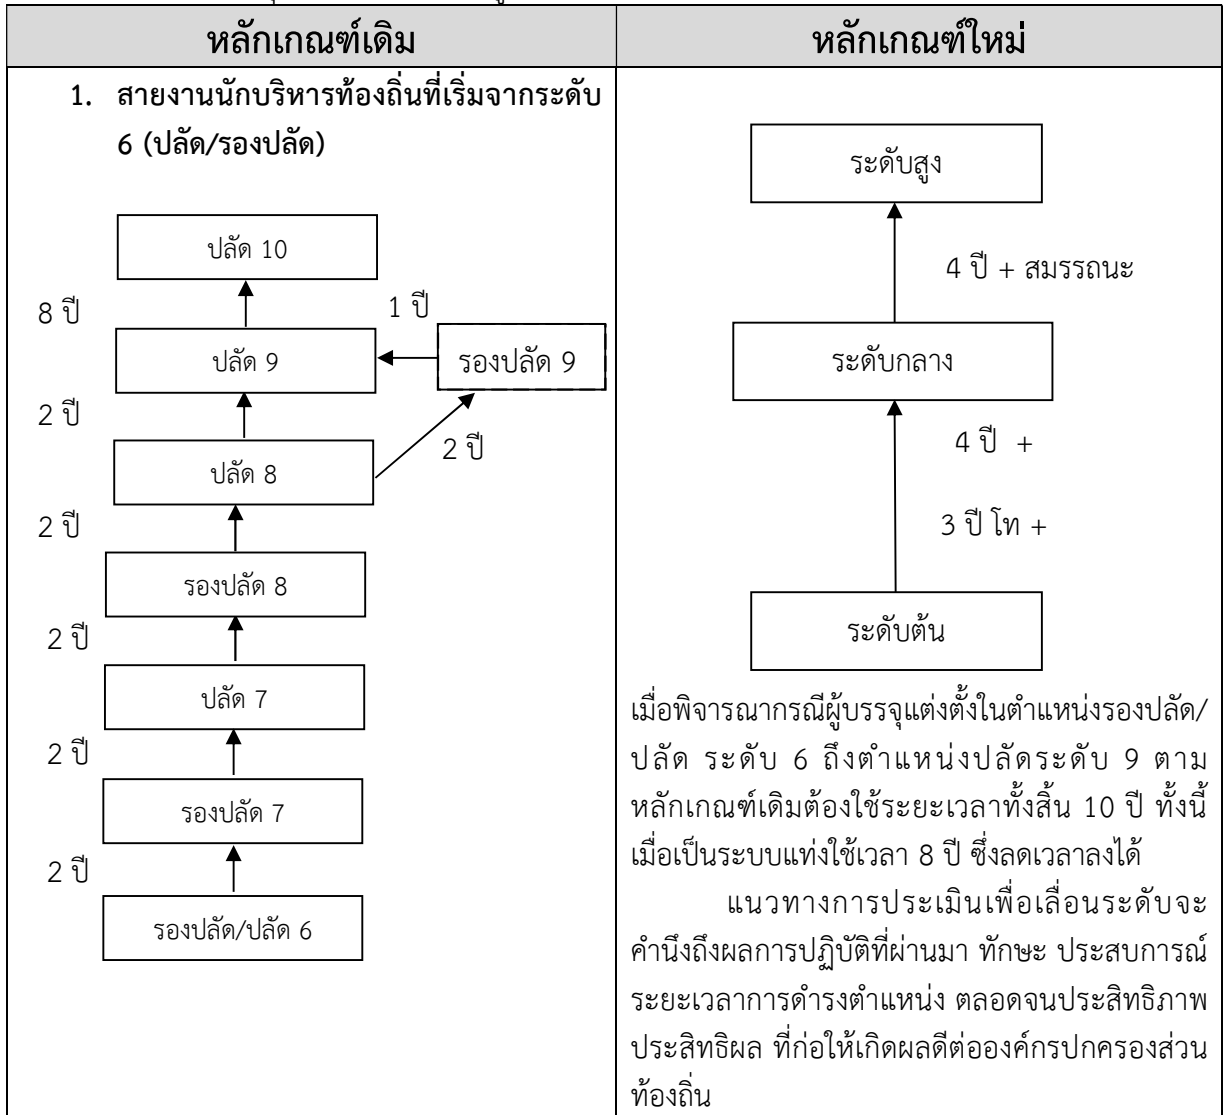 หลักเกณฑ์เดิม
หลักเกณฑ์ใหม่
1. สายงานนักบริหารท้องถิ่นที่เริ่มจากระดับ
6 (ปลัด/รองปลัด)
ปลัด 10
8 ปี
1 ปี
ปลัด 9
รองปลัด 9
2 ปี
2 ปี
ปลัด 8
2 ปี
รองปลัด 8
2 ปี
ปลัด 7
2 ปี
รองปลัด 7
2 ปี
รองปลัด/ปลัด 6
ระดับสูง
4 ปี + สมรรถนะ
ระดับกลาง
4 ปี +
3 ปี โท +
ระดับต้น
เมื่อพิจารณากรณีผู้บรรจุแต่งตั้งในตำแหน่งรองปลัด/
ปลัด ระดับ 6 ถึงตำแหน่งปลัดระดับ 9 ตาม
หลักเกณฑ์เดิมต้องใช้ระยะเวลาทั้งสิ้น 10 ปี ทั้งนี้
เมื่อเป็นระบบแท่งใช้เวลา 8 ปี ซึ่งลดเวลาลงได้
แนวทางการประเมินเพื่อเลื่อนระดับจะ
คำนึงถึงผลการปฏิบัติที่ผ่านมา ทักษะ ประสบการณ์
ระยะเวลาการดำรงตำแหน่ง ตลอดจนประสิทธิภาพ
ประสิทธิผล ที่ก่อให้เกิดผลดีต่อองค์กรปกครองส่วน
ท้องถิ่น